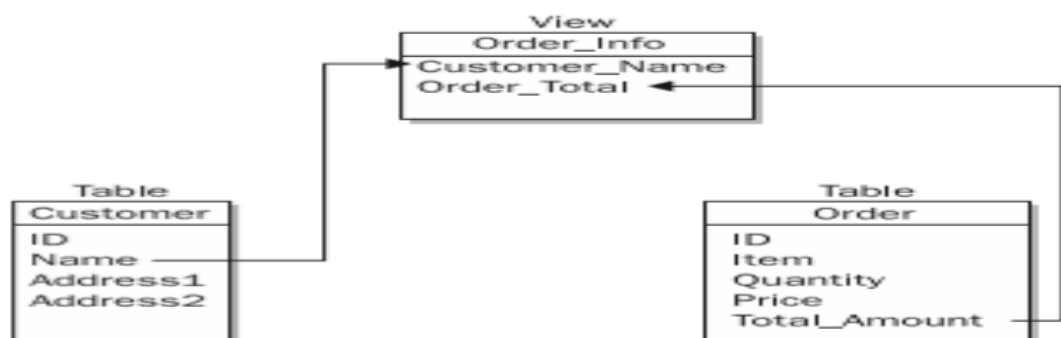 View
Order_Info
Customer_Name
Order_Total
Table
Customer
ID
Name
Address1
Address2
Table
Order
ID
Item
Quantity
Price
Total_Amount